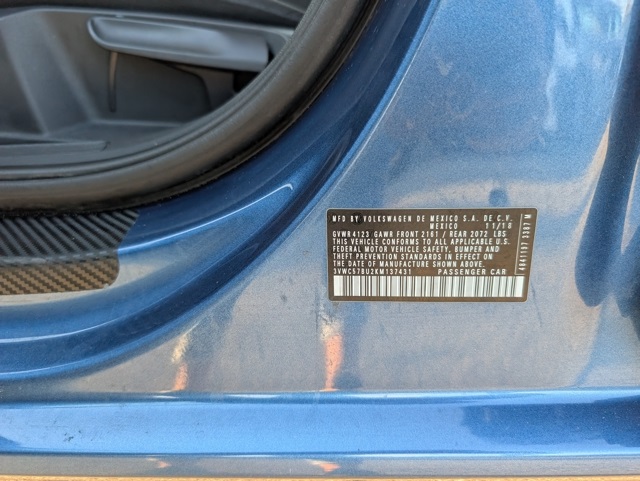 MFD BY VOLKSWAGEN DE MEXICO S.A. DE C.V.
MEXICO 11/18
GVWR4123 GAWR FRONT 2161 / REAR 2072 LBS
THIS VEHICLE CONFORMS TO ALL APPLICABLE U.S.
FEDERAL MOTOR VEHICLE SAFETY, BUMPER AND
THEFT PREVENTION STANDARDS IN EFFECT ON THE
DATE OF MANUFACTURE SHOWN ABOVE.
3VWC57BU2KM137431 PASSENGER CAR